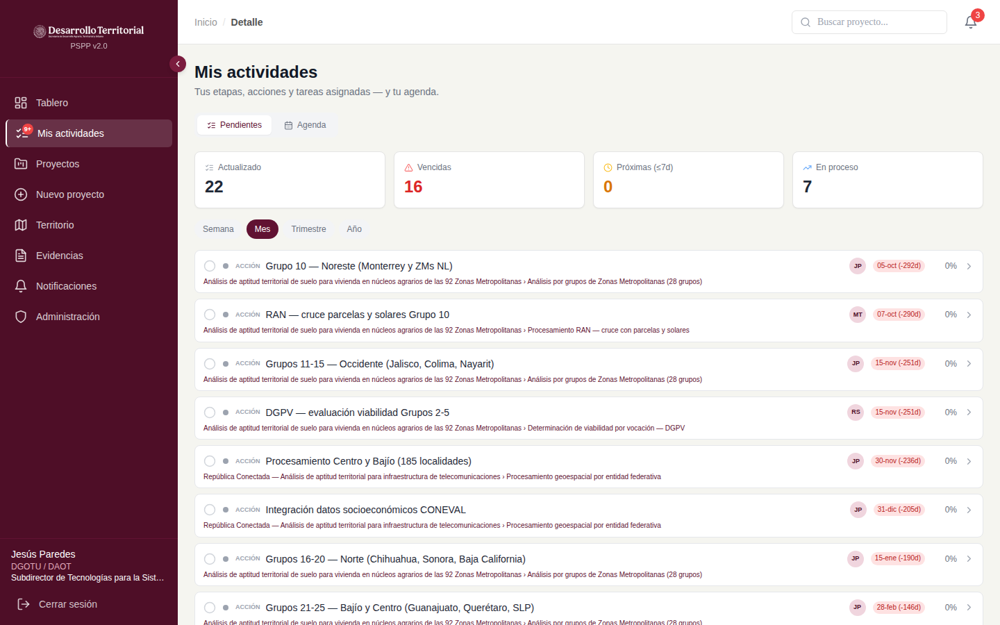 Desarrollo Territorial
Secretaría de Desarrollo Agrario, Territorial y Urbano
PSPP v2.0
Tablero
9+
Mis actividades
Proyectos
Nuevo proyecto
Territorio
Evidencias
Notificaciones
Administración
Jesús Paredes
DGOTU / DAOT
Subdirector de Tecnologías para la Sist…
Cerrar sesión
Inicio / Detalle
Buscar proyecto...
3
Mis actividades
Tus etapas, acciones y tareas asignadas — y tu agenda.
Pendientes Agenda
Actualizado
22
Vencidas
16
Próximas (≤7d)
0
En proceso
7
Semana Mes Trimestre Año
ACCIÓN Grupo 10 — Noreste (Monterrey y ZMs NL) JP 05-oct (-292d) 0%
Análisis de aptitud territorial de suelo para vivienda en núcleos agrarios de las 92 Zonas Metropolitanas › Análisis por grupos de Zonas Metropolitanas (28 grupos)
ACCIÓN RAN — cruce parcelas y solares Grupo 10 MT 07-oct (-290d) 0%
Análisis de aptitud territorial de suelo para vivienda en núcleos agrarios de las 92 Zonas Metropolitanas › Procesamiento RAN — cruce con parcelas y solares
ACCIÓN Grupos 11-15 — Occidente (Jalisco, Colima, Nayarit) JP 15-nov (-251d) 0%
Análisis de aptitud territorial de suelo para vivienda en núcleos agrarios de las 92 Zonas Metropolitanas › Análisis por grupos de Zonas Metropolitanas (28 grupos)
ACCIÓN DGPV — evaluación viabilidad Grupos 2-5 RS 15-nov (-251d) 0%
Análisis de aptitud territorial de suelo para vivienda en núcleos agrarios de las 92 Zonas Metropolitanas › Determinación de viabilidad por vocación — DGPV
ACCIÓN Procesamiento Centro y Bajío (185 localidades) JP 30-nov (-236d) 0%
República Conectada — Análisis de aptitud territorial para infraestructura de telecomunicaciones › Procesamiento geoespacial por entidad federativa
ACCIÓN Integración datos socioeconómicos CONEVAL JP 31-dic (-205d) 0%
República Conectada — Análisis de aptitud territorial para infraestructura de telecomunicaciones › Procesamiento geoespacial por entidad federativa
ACCIÓN Grupos 16-20 — Norte (Chihuahua, Sonora, Baja California) JP 15-ene (-190d) 0%
Análisis de aptitud territorial de suelo para vivienda en núcleos agrarios de las 92 Zonas Metropolitanas › Análisis por grupos de Zonas Metropolitanas (28 grupos)
ACCIÓN Grupos 21-25 — Bajío y Centro (Guanajuato, Querétaro, SLP) JP 28-feb (-146d) 0%
Análisis de aptitud territorial de suelo para vivienda en núcleos agrarios de las 92 Zonas Metropolitanas › Análisis por grupos de Zonas Metropolitanas (28 grupos)